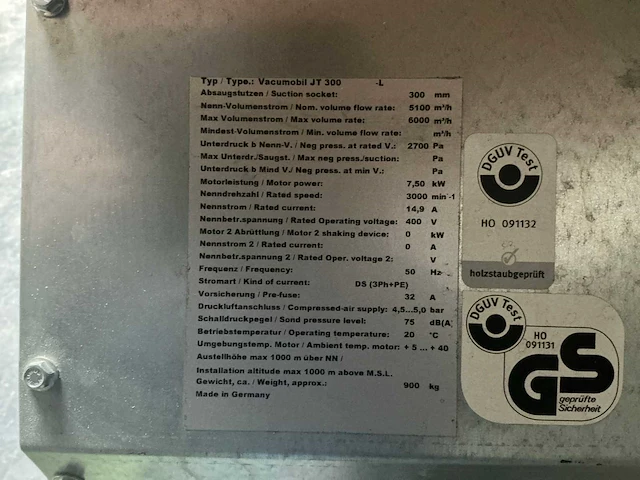 Typ / Type.: Vacumobil JT 300 -L
Absaugstutzen / Suction socket: 300 mm
Nenn-Volumenstrom / Nom. volume flow rate: 5100 m³/h
Max Volumenstrom / Max volume rate: 6000 m³/h
Mindest-Volumenstrom / Min. volume flow rate: m³/h
Unterdruck b Nenn-V. / Neg press. at rated V.: 2700 Pa
Max Unterdr./Saugst. / Max neg press./suction: Pa
Unterdruck b Mind V./ Neg press. at min V.: Pa
Motorleistung / Motor power: 7,50 kW
Nenndrehzahl / Rated speed: 3000 min -1
Nennstrom / Rated current: 14,9 A
Nennbetr.spannung / Rated Operating voltage: 400 V
Motor 2 Abrüttlung / Motor 2 shaking device: 0 kW
Nennstrom 2 / Rated current: 0 A
Nennbetr.spannung 2 / Rated Oper. voltage 2: V
Frequenz / Frequency: 50 Hz
Stromart / Kind of current: DS (3Ph+PE)
Vorsicherung / Pre-fuse: 32 A
Druckluftanschluss / Compressed-air supply: 4,5...5,0 bar
Schalldruckpegel / Sond pressure level: 75 dB(A)
Betriebstemperatur / Operating temperature: 20 °C
Umgebungstemp. Motor / Ambient temp. motor: + 5 ... + 40
Austellhöhe max 1000 m über NN /
Installation altitude max 1000 m above M.S.L.
Gewicht, ca. / Weight, approx.: 900 kg
Made in Germany
DGUV Test
HO 091132
holzstaubgeprüft
DGUV Test
HO
091131
GS
geprüfte
Sicherheit